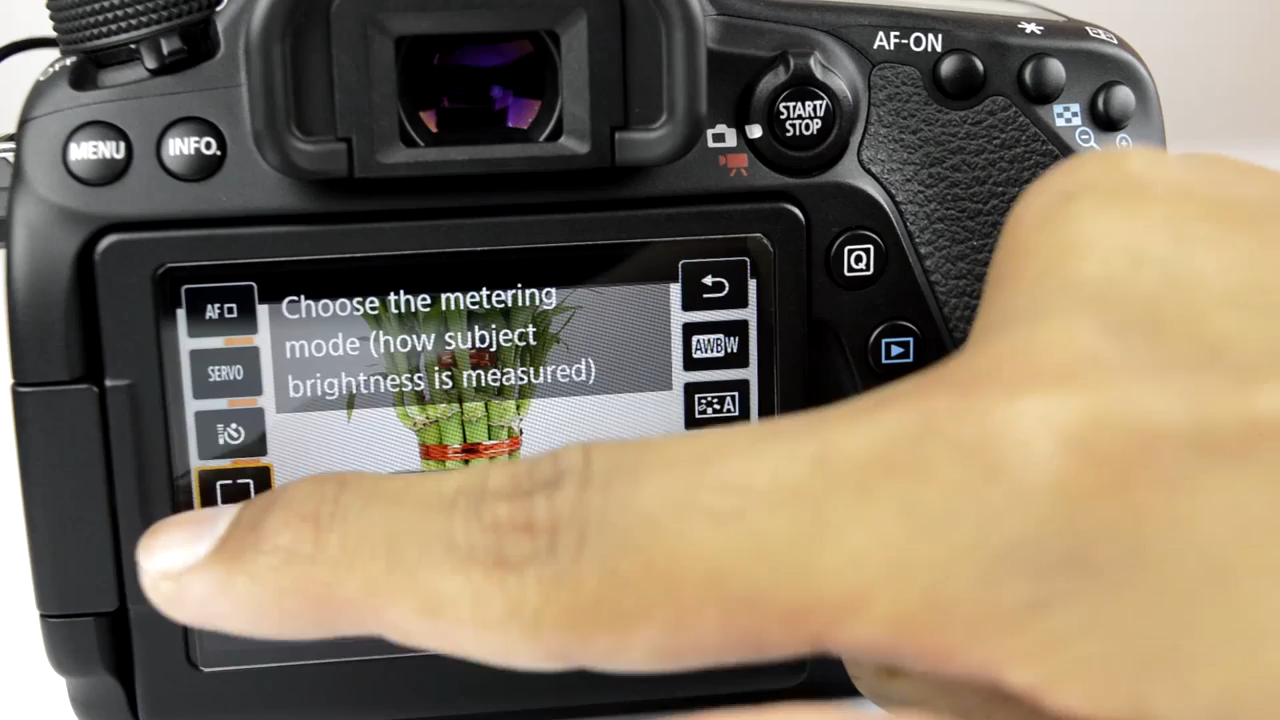 AF-ON
START/
STOP
MENU
INFO.
Q
Choose the metering
mode (how subject
brightness is measured)
AF
SERVO
AWB W
A